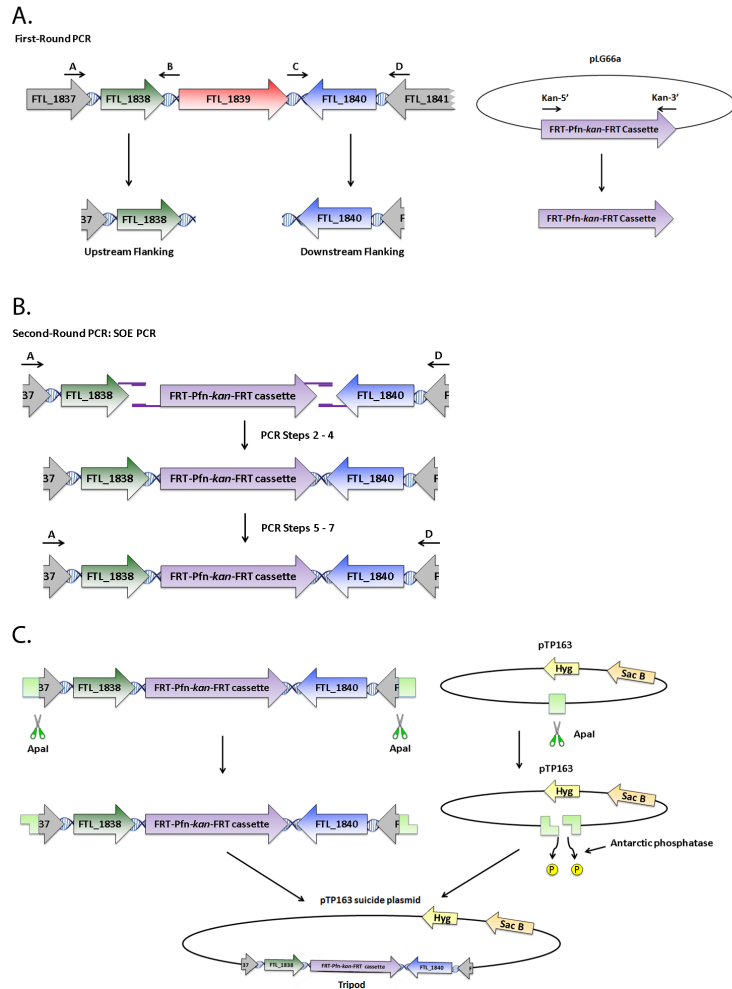 A.
First-Round PCR
A B C D
FTL_1837 FTL_1838 FTL_1839 FTL_1840 FTL_1841
pLG66a
Kan-5' Kan-3'
FRT-Pfn-kan-FRT Cassette
37 FTL_1838
FTL_1840 F
FRT-Pfn-kan-FRT Cassette
Upstream Flanking
Downstream Flanking
B.
Second-Round PCR: SOE PCR
A D
37 FTL_1838 FRT-Pfn-kan-FRT cassette FTL_1840 F
PCR Steps 2 - 4
37 FTL_1838 FRT-Pfn-kan-FRT cassette FTL_1840 F
PCR Steps 5 - 7
A D
37 FTL_1838 FRT-Pfn-kan-FRT cassette FTL_1840 F
C.
pTP163
Hyg Sac B
37 FTL_1838 FRT-Pfn-kan-FRT cassette FTL_1840 F
ApaI ApaI
ApaI
pTP163
Hyg Sac B
37 FTL_1838 FRT-Pfn-kan-FRT cassette FTL_1840 F
Antarctic phosphatase
P P
pTP163 suicide plasmid
Hyg Sac B
37 FTL_1838 FRT-Pfn-kan-FRT cassette FTL_1840 F
Tripod